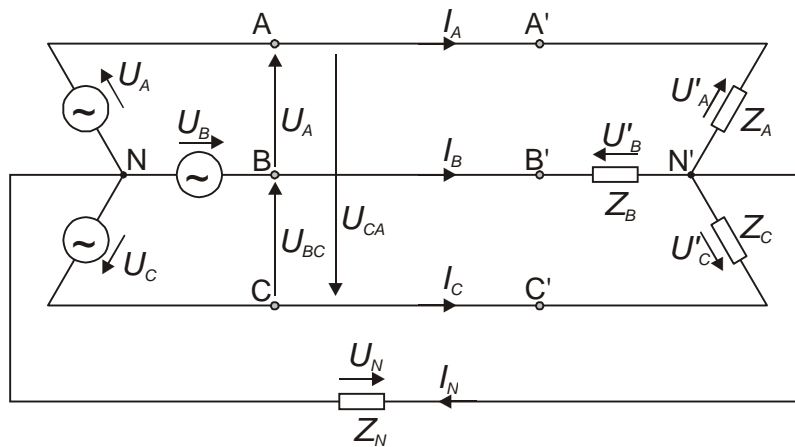 A I_A A'
U_A U'_A Z_A
U_B U_A U'_B
N B I_B B' N'
Z_B
U_C U_BC U_CA U'_C Z_C
C I_C C'
U_N I_N
Z_N
~
~
~